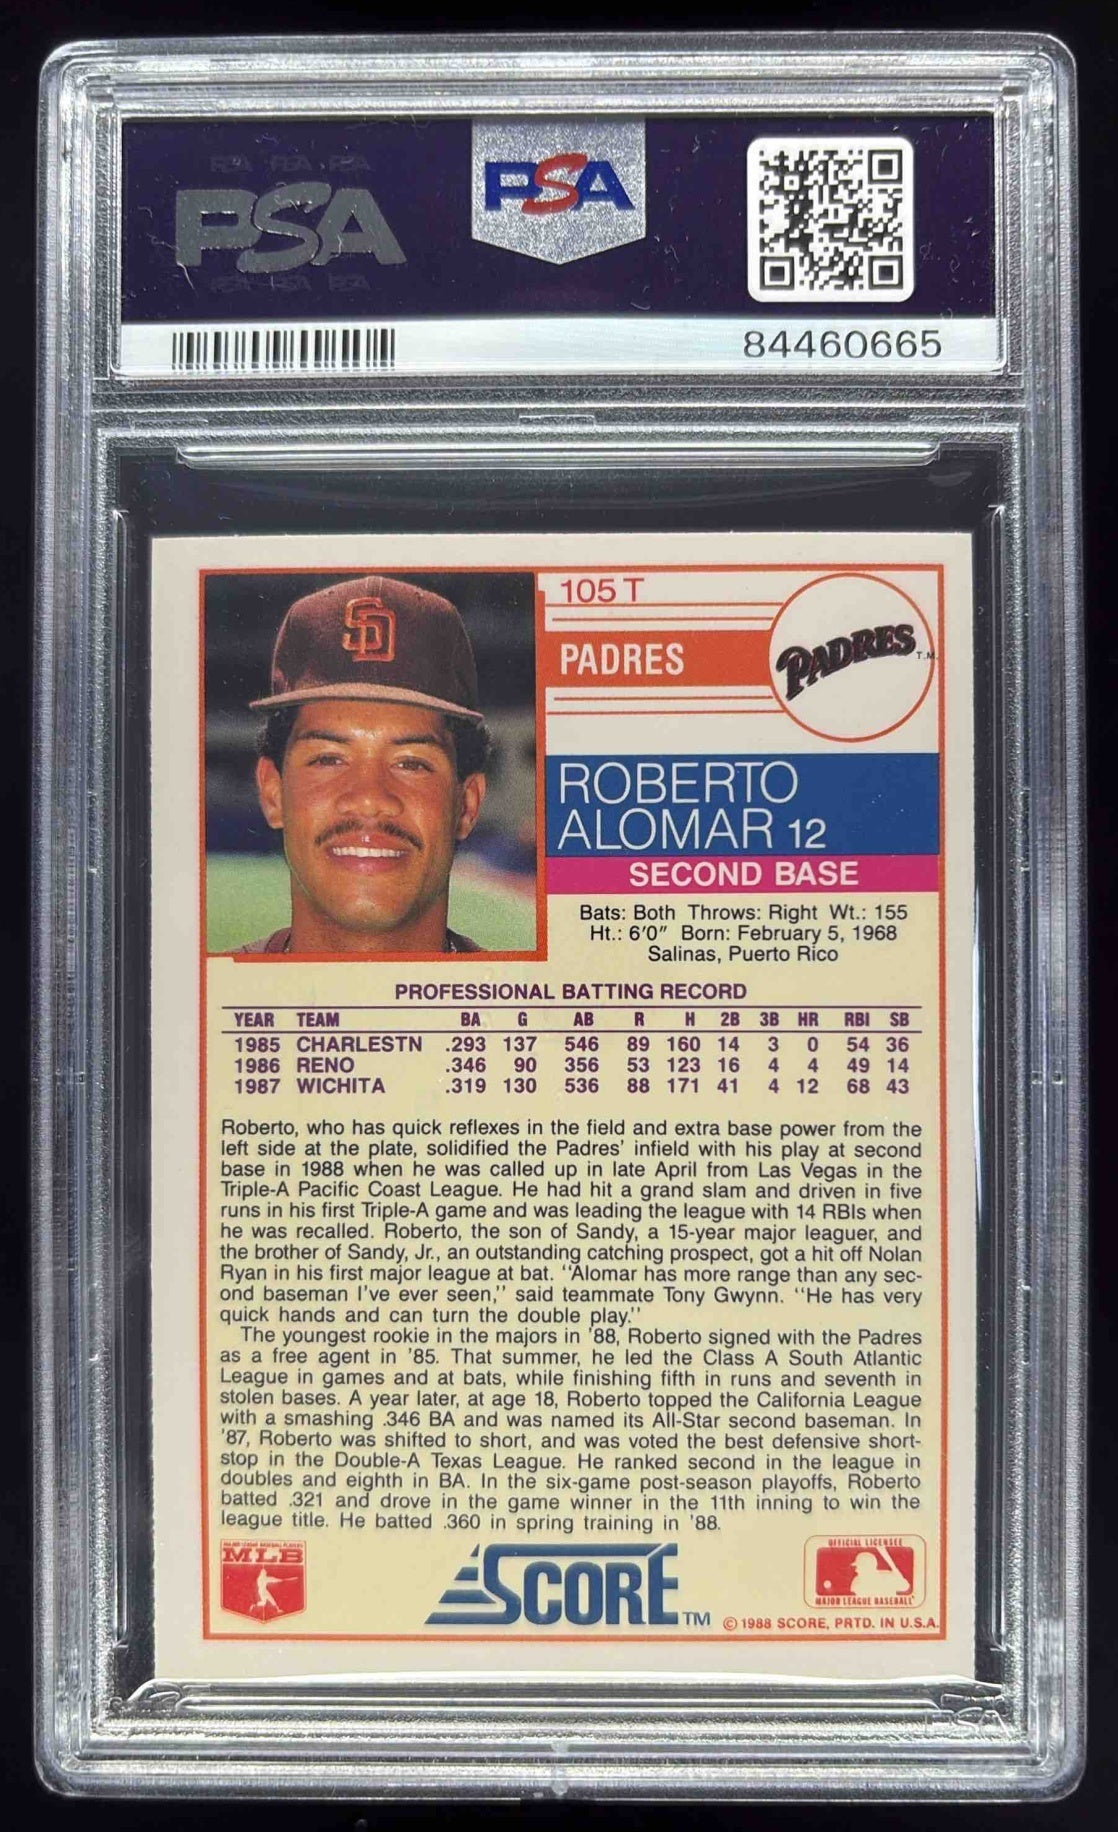 PSA PSA PSA
PSA
PSA PSA PSA
PSA
84460665
SD
105 T
PADRES
PADRES
T.M.
ROBERTO
ALOMAR 12
SECOND BASE
Bats: Both Throws: Right Wt.: 155
Ht.: 6'0" Born: February 5, 1968
Salinas, Puerto Rico
PROFESSIONAL BATTING RECORD
YEAR TEAM BA G AB R H 2B 3B HR RBI SB
1985 CHARLESTN .293 137 546 89 160 14 3 0 54 36
1986 RENO .346 90 356 53 123 16 4 4 49 14
1987 WICHITA .319 130 536 88 171 41 4 12 68 43
Roberto, who has quick reflexes in the field and extra base power from the
left side at the plate, solidified the Padres' infield with his play at second
base in 1988 when he was called up in late April from Las Vegas in the
Triple-A Pacific Coast League. He had hit a grand slam and driven in five
runs in his first Triple-A game and was leading the league with 14 RBIs when
he was recalled. Roberto, the son of Sandy, a 15-year major leaguer, and
the brother of Sandy, Jr., an outstanding catching prospect, got a hit off Nolan
Ryan in his first major league at bat. "Alomar has more range than any sec-
ond baseman I've ever seen," said teammate Tony Gwynn. "He has very
quick hands and can turn the double play."
The youngest rookie in the majors in '88, Roberto signed with the Padres
as a free agent in '85. That summer, he led the Class A South Atlantic
League in games and at bats, while finishing fifth in runs and seventh in
stolen bases. A year later, at age 18, Roberto topped the California League
with a smashing .346 BA and was named its All-Star second baseman. In
'87, Roberto was shifted to short, and was voted the best defensive short-
stop in the Double-A Texas League. He ranked second in the league in
doubles and eighth in BA. In the six-game post-season playoffs, Roberto
batted .321 and drove in the game winner in the 11th inning to win the
league title. He batted .360 in spring training in '88.
MAJOR LEAGUE BASEBALL PLAYERS
MLB
SCORE TM
OFFICIAL LICENSEE
MAJOR LEAGUE BASEBALL
© 1988 SCORE, PRTD. IN U.S.A.
PSA